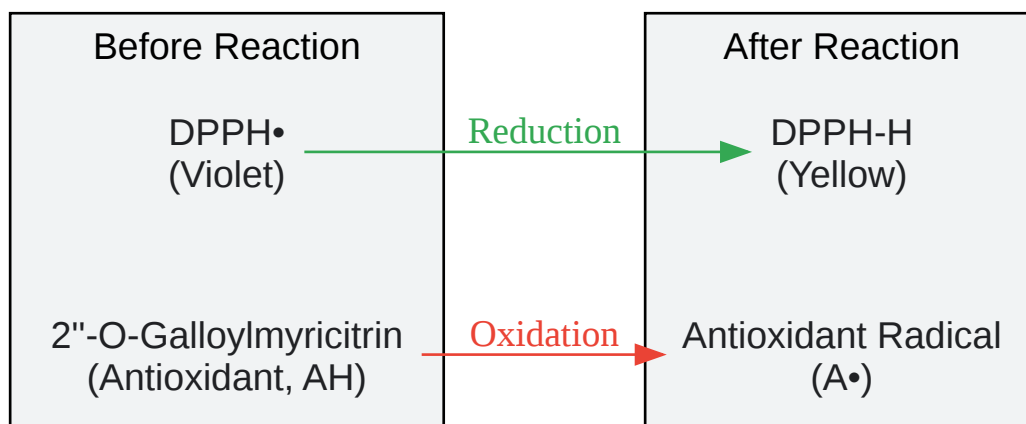 Before Reaction
After Reaction
DPPH•
(Violet)
Reduction
DPPH-H
(Yellow)
2"-O-Galloylmyricitrin
(Antioxidant, AH)
Oxidation
Antioxidant Radical
(A•)